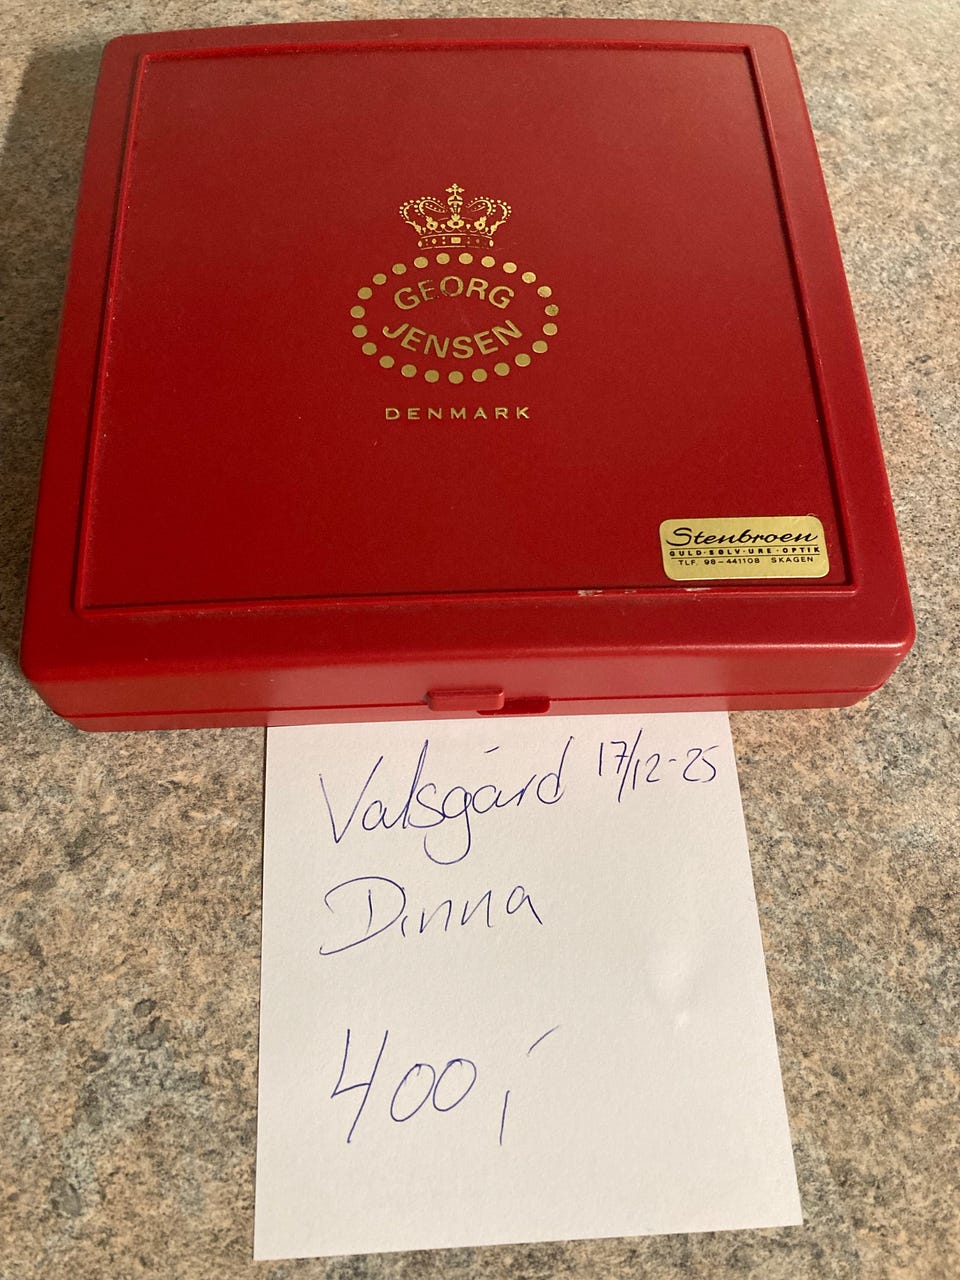 GEORG
JENSEN
DENMARK
Stenbroen
GULD·SØLV·URE·OPTIK
TLF. 98-441108 SKAGEN
Valsgård 17/12-25
Dinna
400,-